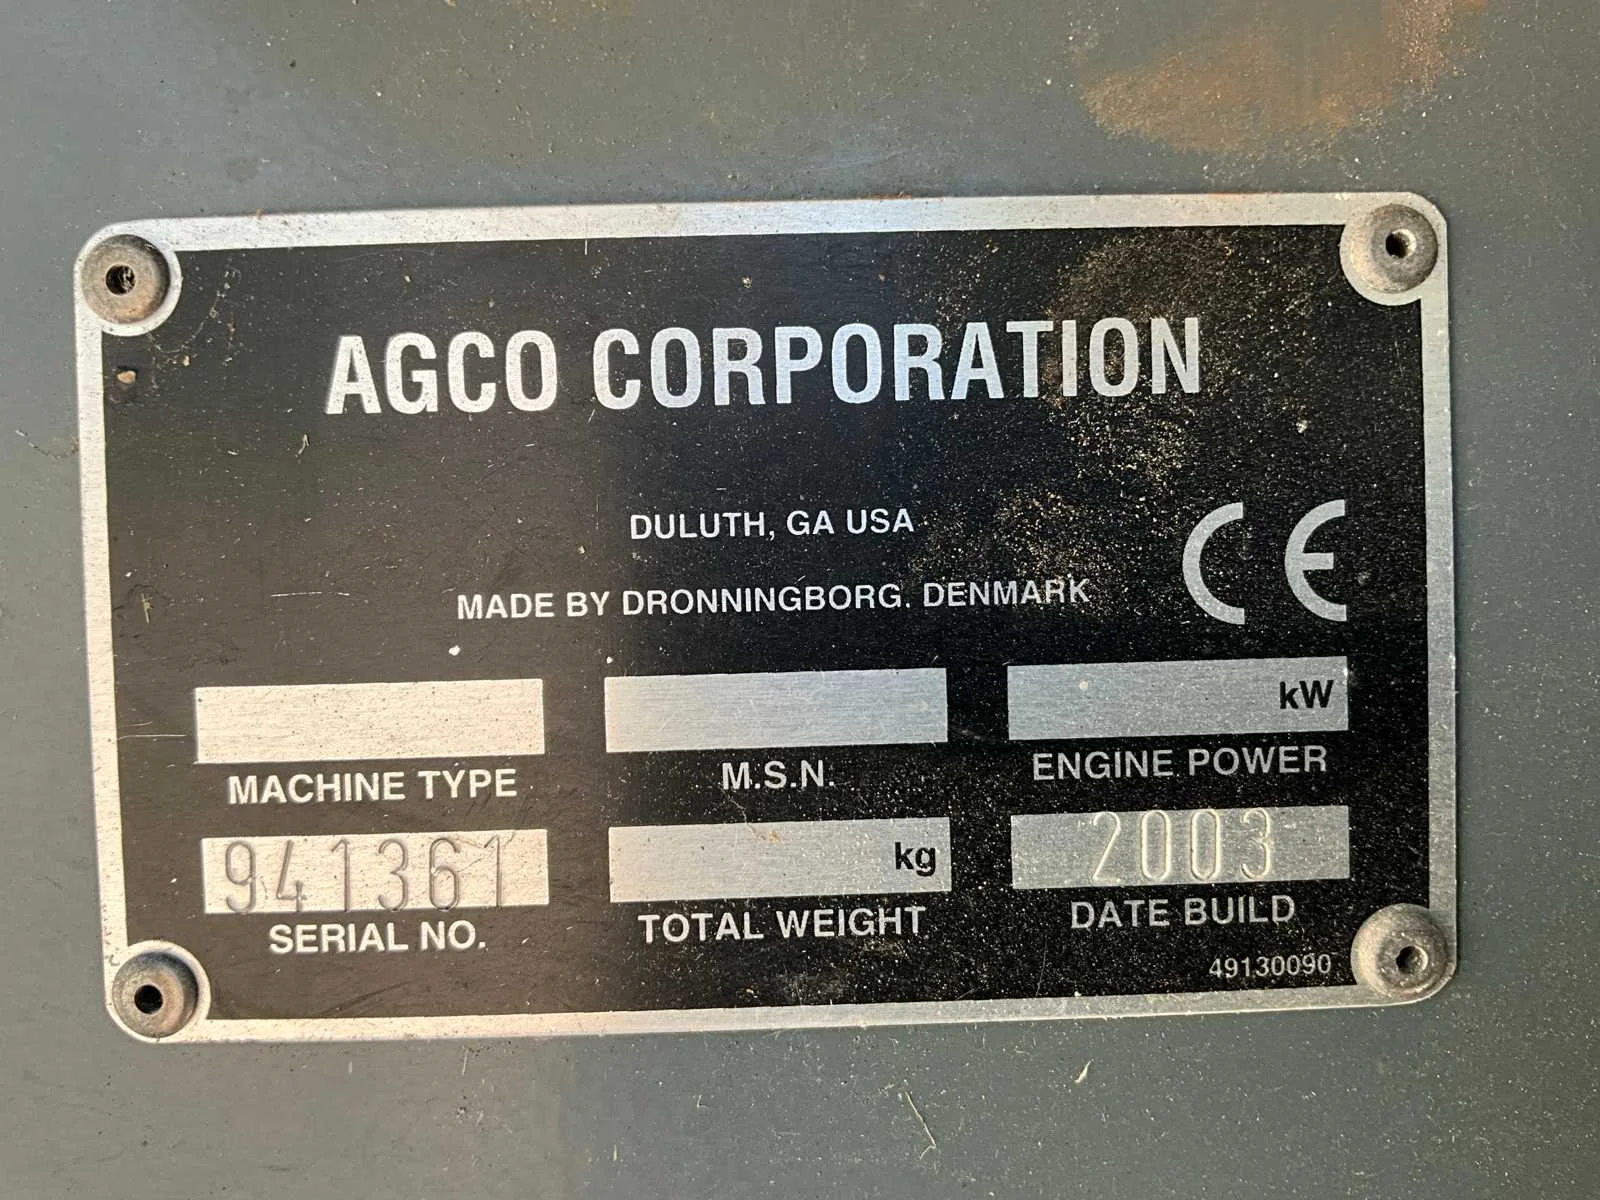 AGCO CORPORATION
DULUTH, GA USA
MADE BY DRONNINGBORG. DENMARK
CE
kW
MACHINE TYPE
M.S.N.
ENGINE POWER
941361
kg
2003
SERIAL NO.
TOTAL WEIGHT
DATE BUILD
49130090